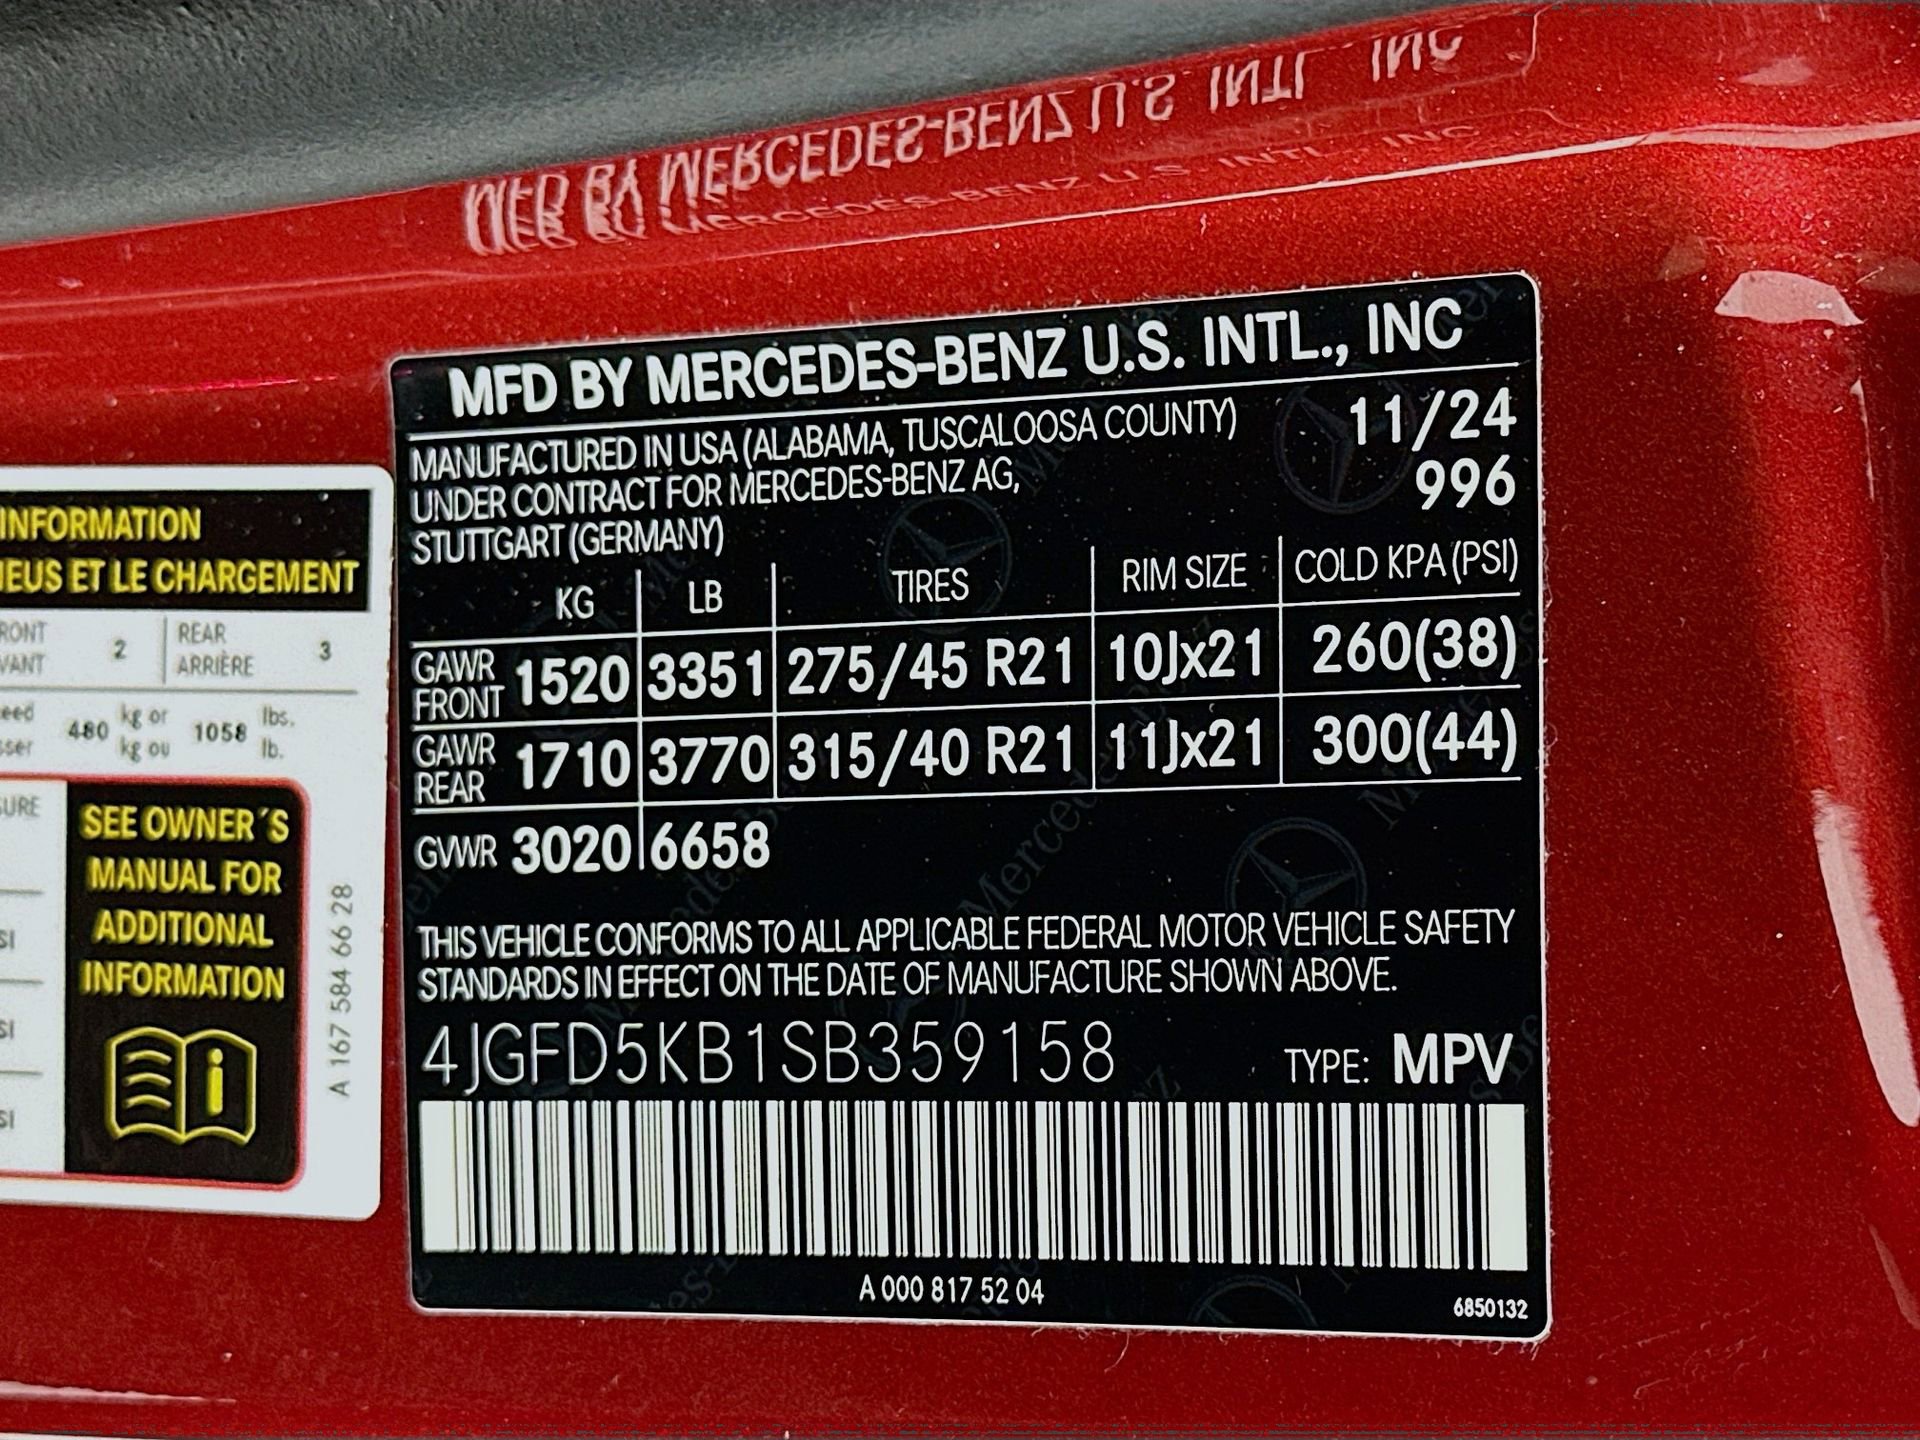 MFD BY MERCEDES-BENZ U.S. INTL., INC
MFD BY MERCEDES-BENZ U.S. INTL., INC
MANUFACTURED IN USA (ALABAMA, TUSCALOOSA COUNTY) 11/24
UNDER CONTRACT FOR MERCEDES-BENZ AG, 996
STUTTGART (GERMANY)
KG LB TIRES RIM SIZE COLD KPA (PSI)
GAWR FRONT 1520 3351 275/45 R21 10Jx21 260(38)
GAWR REAR 1710 3770 315/40 R21 11Jx21 300(44)
GVWR 3020 6658
THIS VEHICLE CONFORMS TO ALL APPLICABLE FEDERAL MOTOR VEHICLE SAFETY
STANDARDS IN EFFECT ON THE DATE OF MANUFACTURE SHOWN ABOVE.
4JGFD5KB1SB359158 TYPE: MPV
A 000 817 52 04
6850132
INFORMATION
ET LE CHARGEMENT
2 REAR 3
ARRIÈRE
480 kg or 1058 lbs.
kg ou lb.
SEE OWNER´S
MANUAL FOR
ADDITIONAL
INFORMATION
A 167 584 66 28